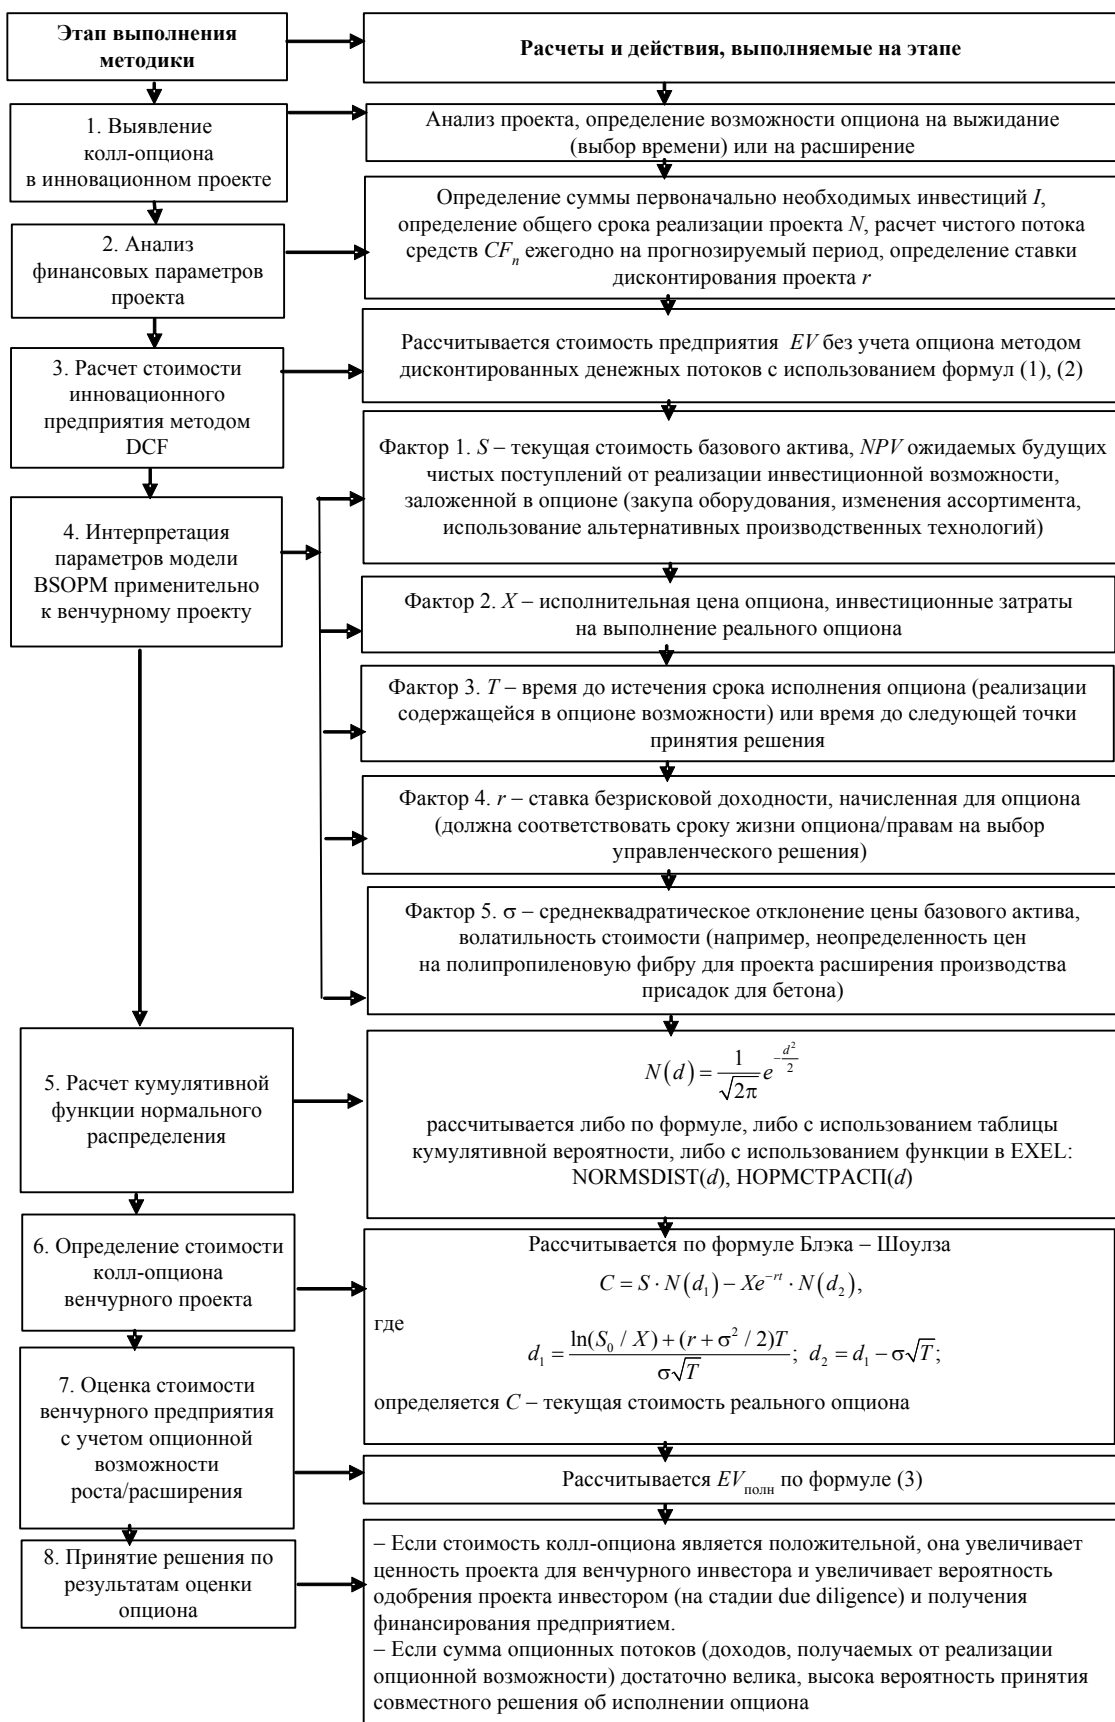 Этап выполнения
методики
Расчеты и действия, выполняемые на этапе
1. Выявление
колл-опциона
в инновационном проекте
Анализ проекта, определение возможности опциона на выжидание
(выбор времени) или на расширение
2. Анализ
финансовых параметров
проекта
Определение суммы первоначально необходимых инвестиций I,
определение общего срока реализации проекта N, расчет чистого потока
средств CFₙ ежегодно на прогнозируемый период, определение ставки
дисконтирования проекта r
3. Расчет стоимости
инновационного
предприятия методом
DCF
Рассчитывается стоимость предприятия EV без учета опциона методом
дисконтированных денежных потоков с использованием формул (1), (2)
4. Интерпретация
параметров модели
BSOPM применительно
к венчурному проекту
Фактор 1. S – текущая стоимость базового актива, NPV ожидаемых будущих
чистых поступлений от реализации инвестиционной возможности,
заложенной в опционе (закупа оборудования, изменения ассортимента,
использование альтернативных производственных технологий)
Фактор 2. X – исполнительная цена опциона, инвестиционные затраты
на выполнение реального опциона
Фактор 3. T – время до истечения срока исполнения опциона (реализации
содержащейся в опционе возможности) или время до следующей точки
принятия решения
Фактор 4. r – ставка безрисковой доходности, начисленная для опциона
(должна соответствовать сроку жизни опциона/правам на выбор
управленческого решения)
Фактор 5. σ – среднеквадратическое отклонение цены базового актива,
волатильность стоимости (например, неопределенность цен
на полипропиленовую фибру для проекта расширения производства
присадок для бетона)
5. Расчет кумулятивной
функции нормального
распределения
N(d) = 1/√(2π) e^(-d²/2)
рассчитывается либо по формуле, либо с использованием таблицы
кумулятивной вероятности, либо с использованием функции в EXEL:
NORMSDIST(d), НОРМСТРАСП(d)
6. Определение стоимости
колл-опциона
венчурного проекта
Рассчитывается по формуле Блэка – Шоулза
C = S · N(d₁) – Xe^(-rt) · N(d₂),
где
d₁ = (ln(S₀ / X) + (r + σ² / 2)T) / (σ√T); d₂ = d₁ – σ√T;
определяется C – текущая стоимость реального опциона
7. Оценка стоимости
венчурного предприятия
с учетом опционной
возможности
роста/расширения
Рассчитывается EVполн по формуле (3)
8. Принятие решения по
результатам оценки
опциона
– Если стоимость колл-опциона является положительной, она увеличивает
ценность проекта для венчурного инвестора и увеличивает вероятность
одобрения проекта инвестором (на стадии due diligence) и получения
финансирования предприятием.
– Если сумма опционных потоков (доходов, получаемых от реализации
опционной возможности) достаточно велика, высока вероятность принятия
совместного решения об исполнении опциона